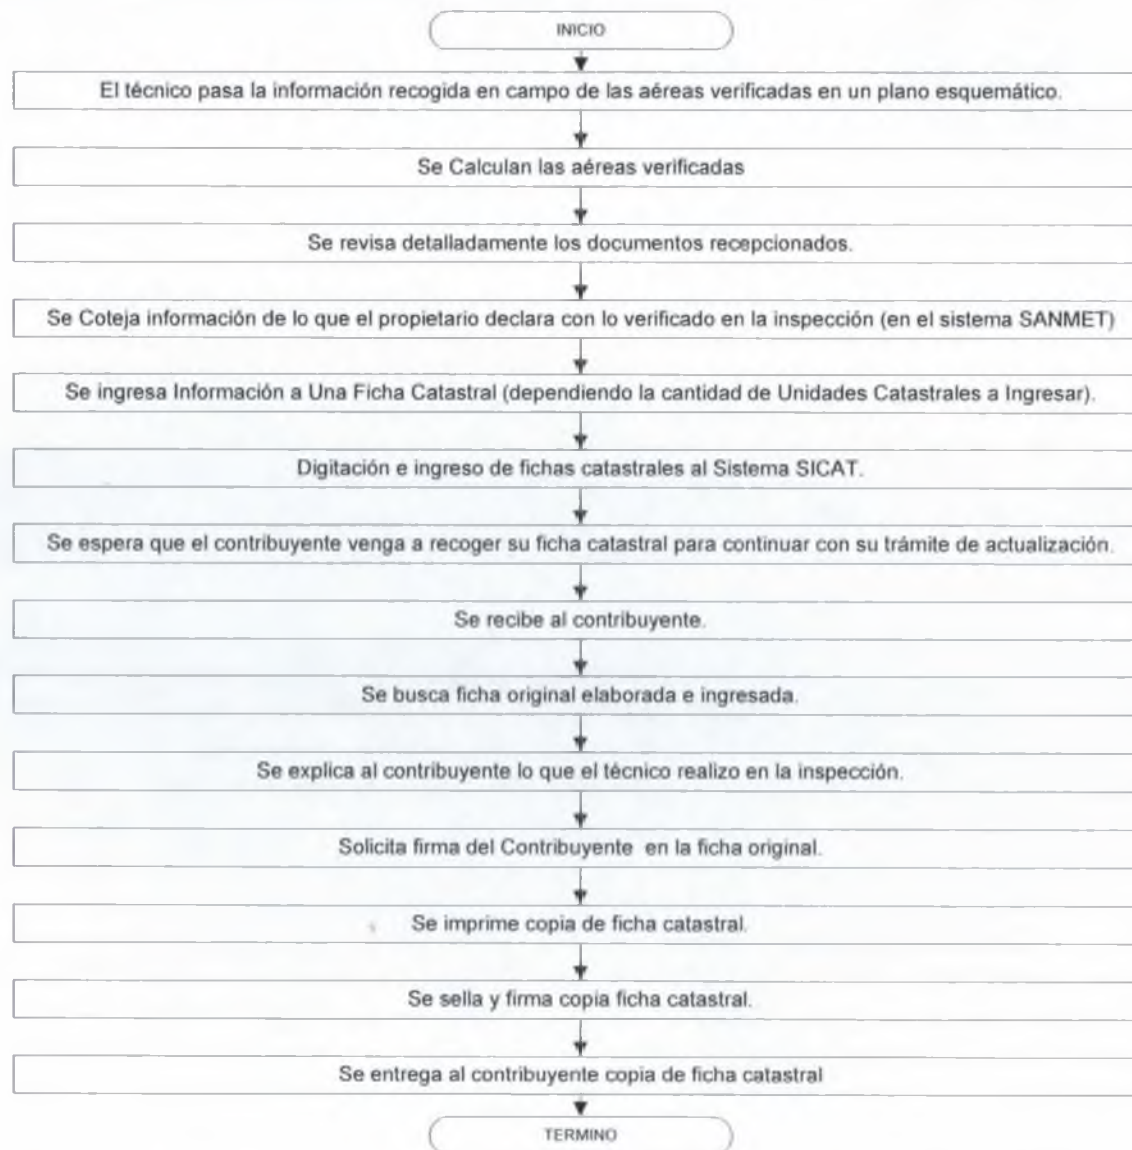 INICIO
El técnico pasa la información recogida en campo de las aéreas verificadas en un plano esquemático.
Se Calculan las aéreas verificadas
Se revisa detalladamente los documentos recepcionados.
Se Coteja información de lo que el propietario declara con lo verificado en la inspección (en el sistema SANMET)
Se ingresa Información a Una Ficha Catastral (dependiendo la cantidad de Unidades Catastrales a Ingresar).
Digitación e ingreso de fichas catastrales al Sistema SICAT.
Se espera que el contribuyente venga a recoger su ficha catastral para continuar con su trámite de actualización.
Se recibe al contribuyente.
Se busca ficha original elaborada e ingresada.
Se explica al contribuyente lo que el técnico realizo en la inspección.
Solicita firma del Contribuyente en la ficha original.
Se imprime copia de ficha catastral.
Se sella y firma copia ficha catastral.
Se entrega al contribuyente copia de ficha catastral
TERMINO